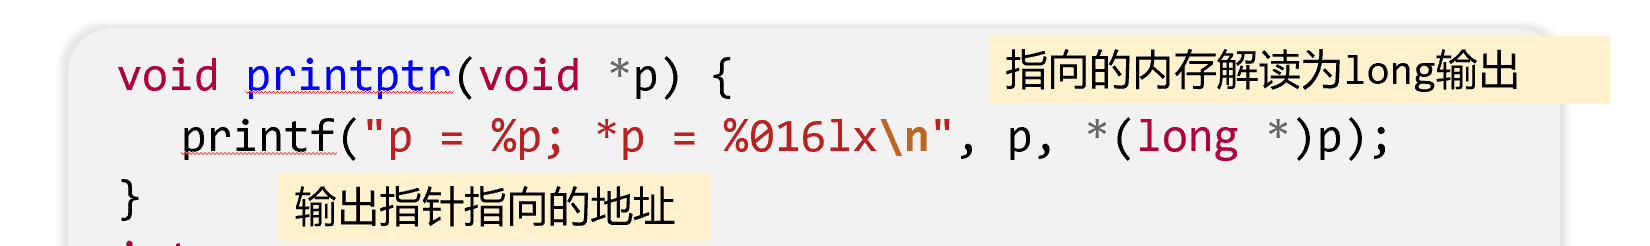 void printptr(void *p) {
指向的内存解读为long输出
printf("p = %p; *p = %016lx\n", p, *(long *)p);
}
输出指针指向的地址